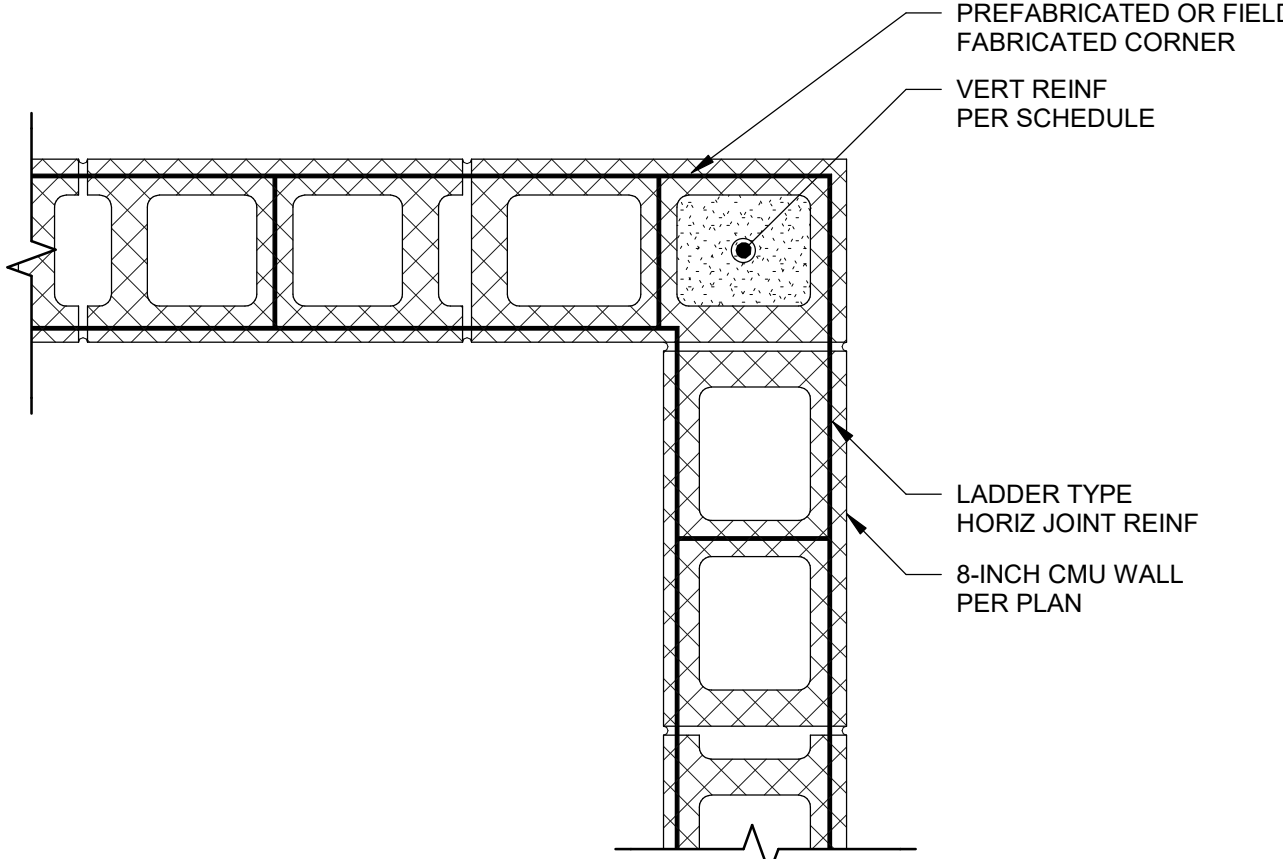 PREFABRICATED OR FIELD
FABRICATED CORNER
VERT REINF
PER SCHEDULE
LADDER TYPE
HORIZ JOINT REINF
8-INCH CMU WALL
PER PLAN